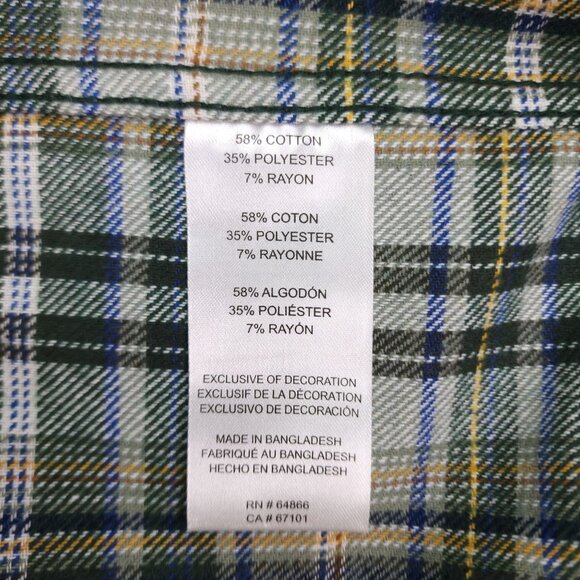 58% COTTON
35% POLYESTER
7% RAYON
58% COTON
35% POLYESTER
7% RAYONNE
58% ALGODÓN
35% POLIÉSTER
7% RAYÓN
EXCLUSIVE OF DECORATION
EXCLUSIF DE LA DÉCORATION
EXCLUSIVO DE DECORACIÓN
MADE IN BANGLADESH
FABRIQUÉ AU BANGLADESH
HECHO EN BANGLADESH
RN # 64866
CA # 67101